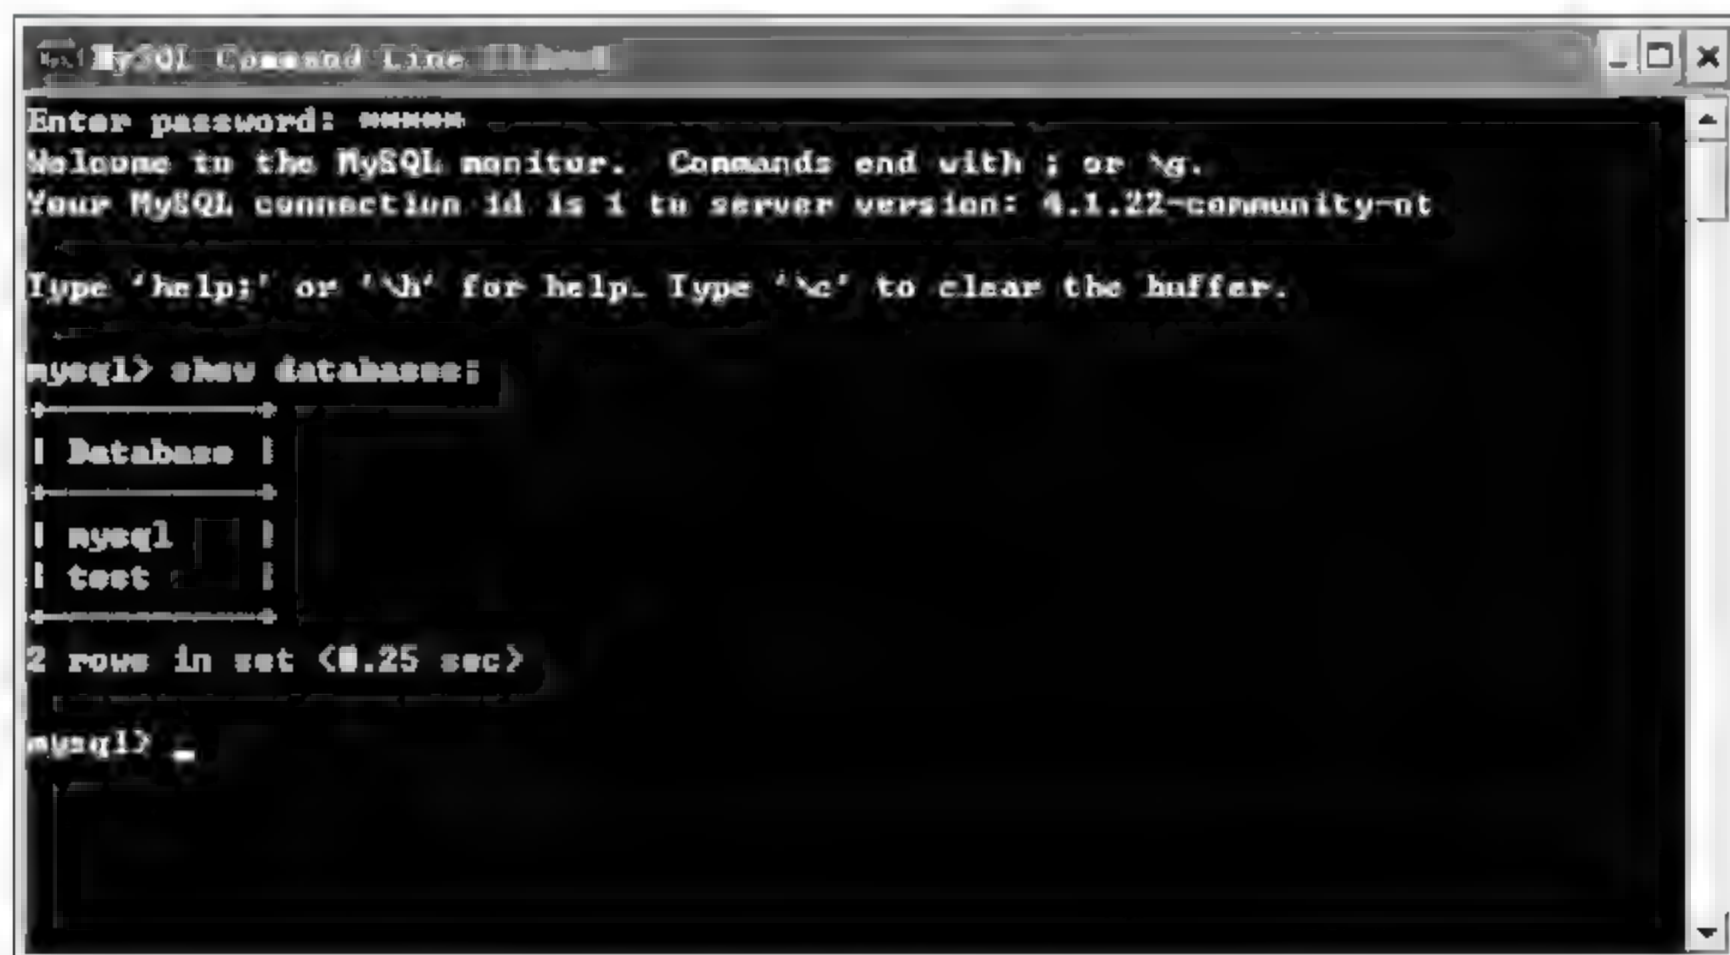 MySQL Command Line Client
Enter password: *****
Welcome to the MySQL monitor.  Commands end with ; or \g.
Your MySQL connection id is 1 to server version: 4.1.22-community-nt
Type 'help;' or '\h' for help. Type '\c' to clear the buffer.
mysql> show databases;
+----------+
| Database |
+----------+
| mysql    |
| test     |
+----------+
2 rows in set (0.25 sec)
mysql> _